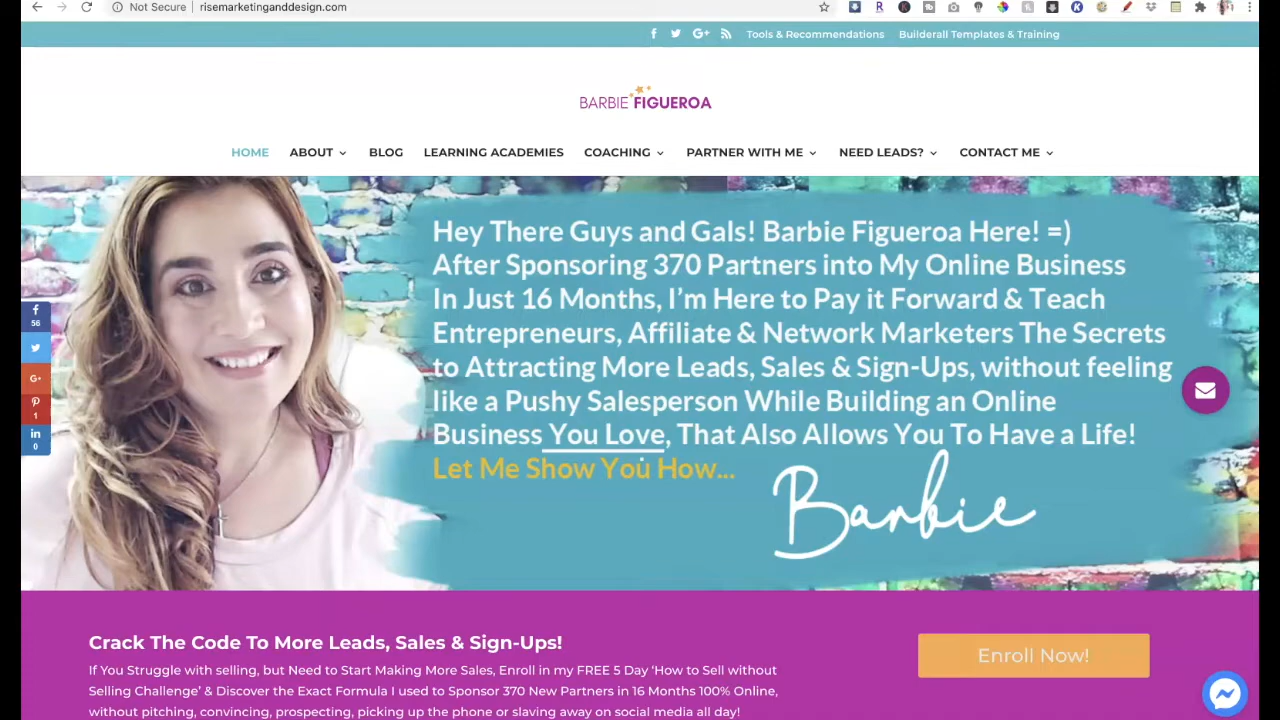 Not Secure risemarketinganddesign.com
Tools & Recommendations Builderall Templates & Training
BARBIE FIGUEROA
HOME ABOUT BLOG LEARNING ACADEMIES COACHING PARTNER WITH ME NEED LEADS? CONTACT ME
Hey There Guys and Gals! Barbie Figueroa Here! =)
After Sponsoring 370 Partners into My Online Business
In Just 16 Months, I'm Here to Pay it Forward & Teach
Entrepreneurs, Affiliate & Network Marketers The Secrets
to Attracting More Leads, Sales & Sign-Ups, without feeling
like a Pushy Salesperson While Building an Online
Business You Love, That Also Allows You To Have a Life!
Let Me Show You How...
Barbie
56
1
0
Crack The Code To More Leads, Sales & Sign-Ups!
If You Struggle with selling, but Need to Start Making More Sales, Enroll in my FREE 5 Day ‘How to Sell without
Selling Challenge’ & Discover the Exact Formula I used to Sponsor 370 New Partners in 16 Months 100% Online,
without pitching, convincing, prospecting, picking up the phone or slaving away on social media all day!
Enroll Now!